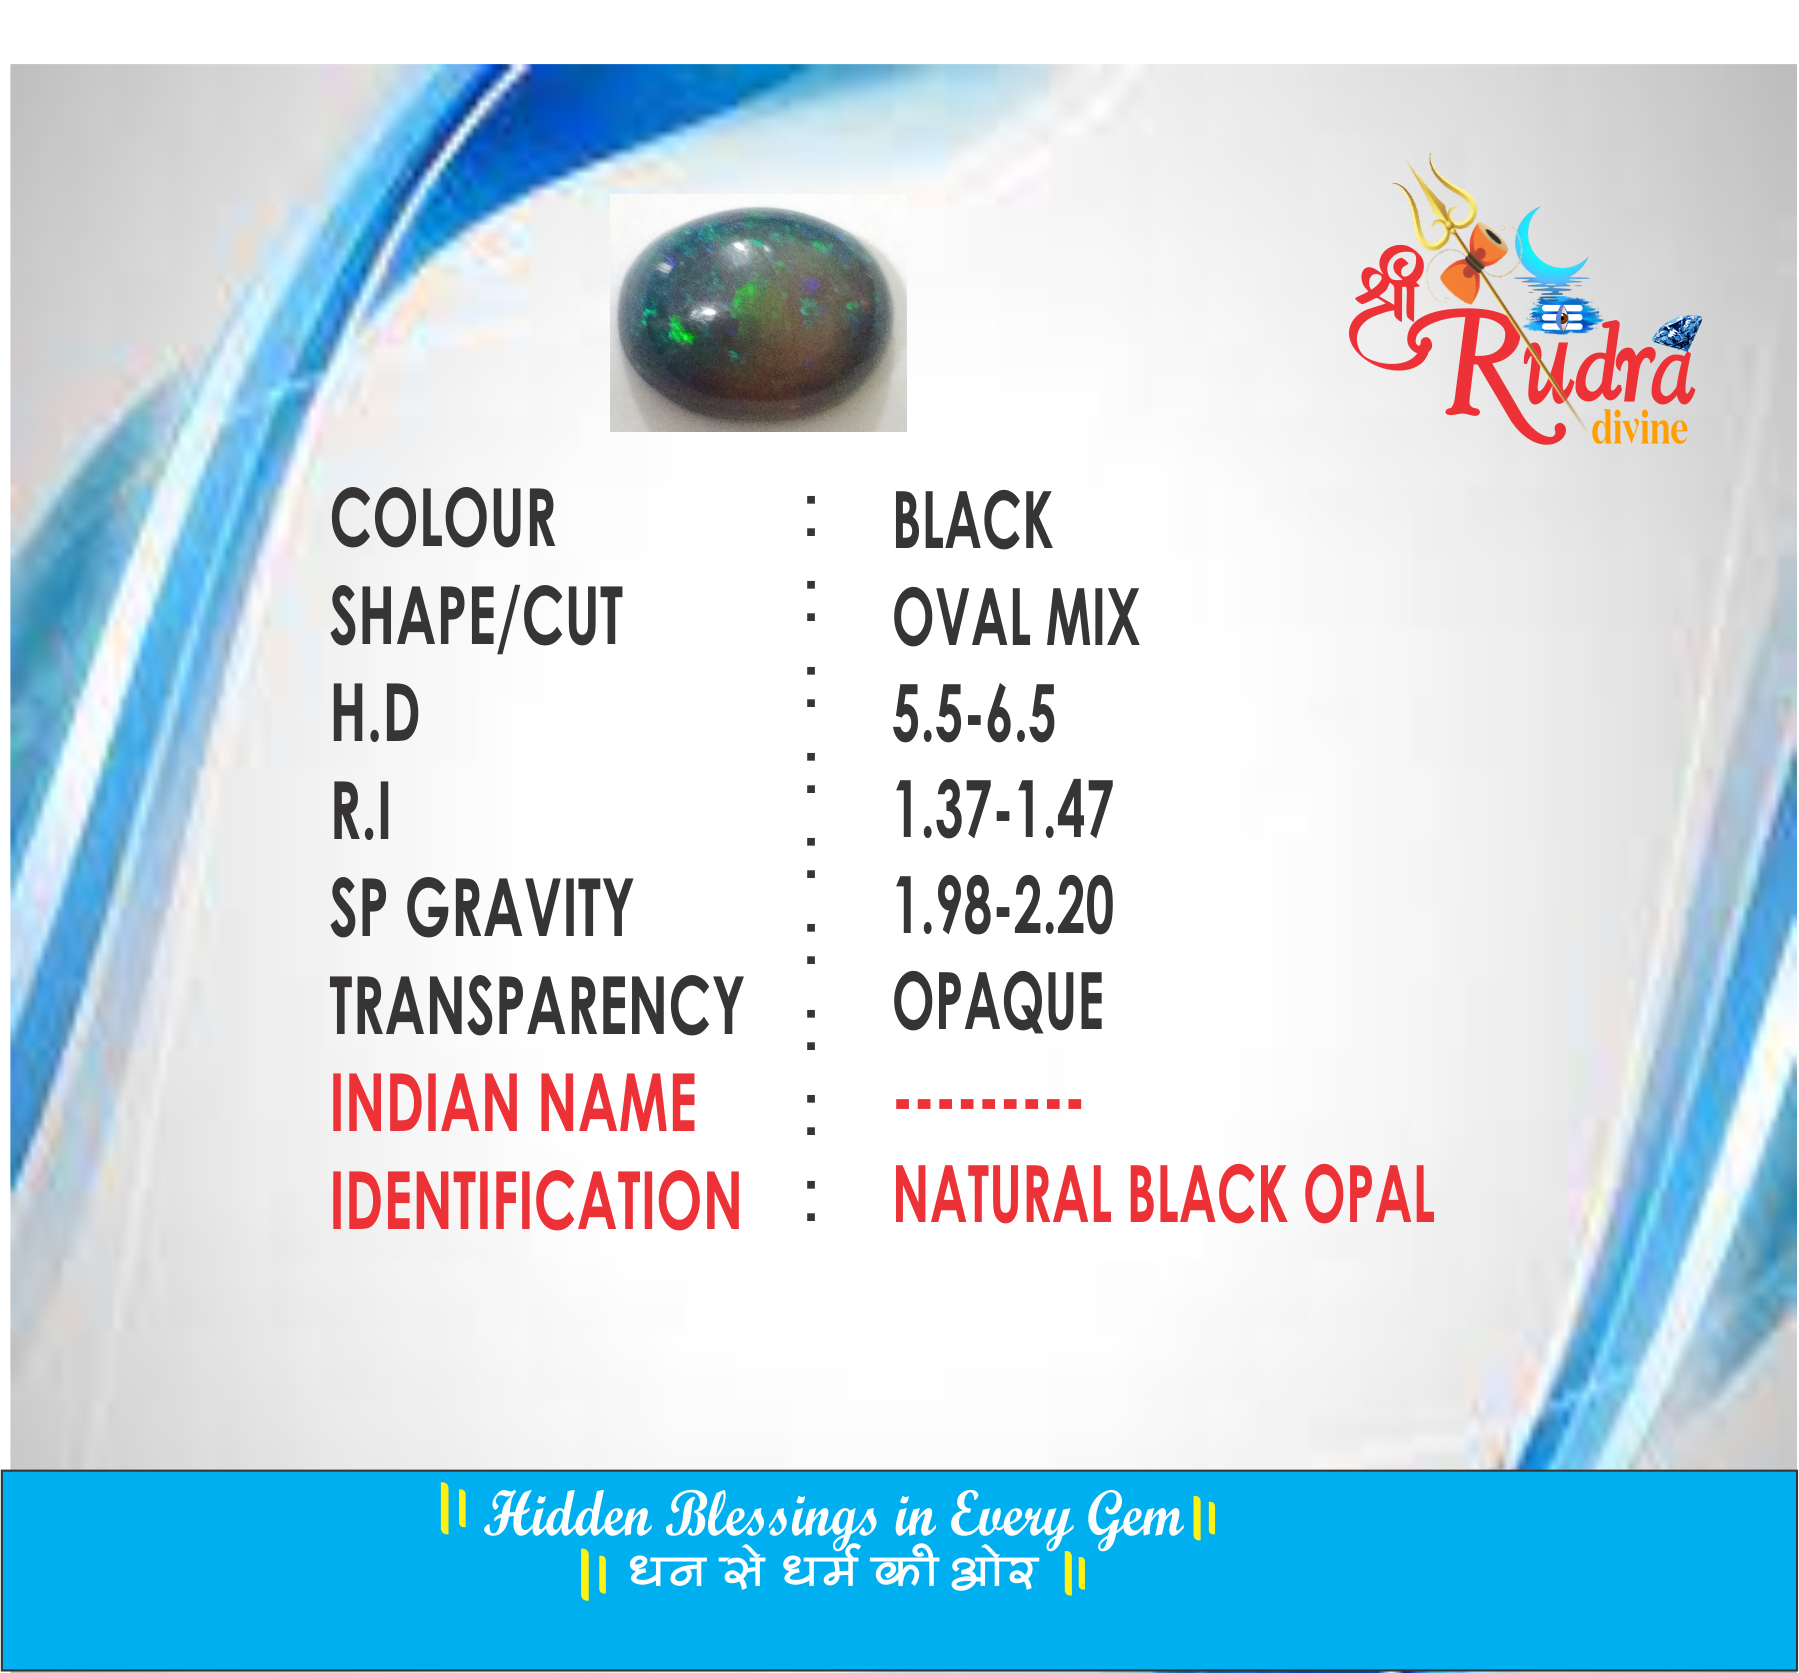 श्री
Rudra
divine
COLOUR : BLACK
SHAPE/CUT : OVAL MIX
H.D : 5.5-6.5
R.I : 1.37-1.47
SP GRAVITY : 1.98-2.20
TRANSPARENCY : OPAQUE
INDIAN NAME : ---------
IDENTIFICATION : NATURAL BLACK OPAL
|| Hidden Blessings in Every Gem ||
|| धन से धर्म की ओर ||